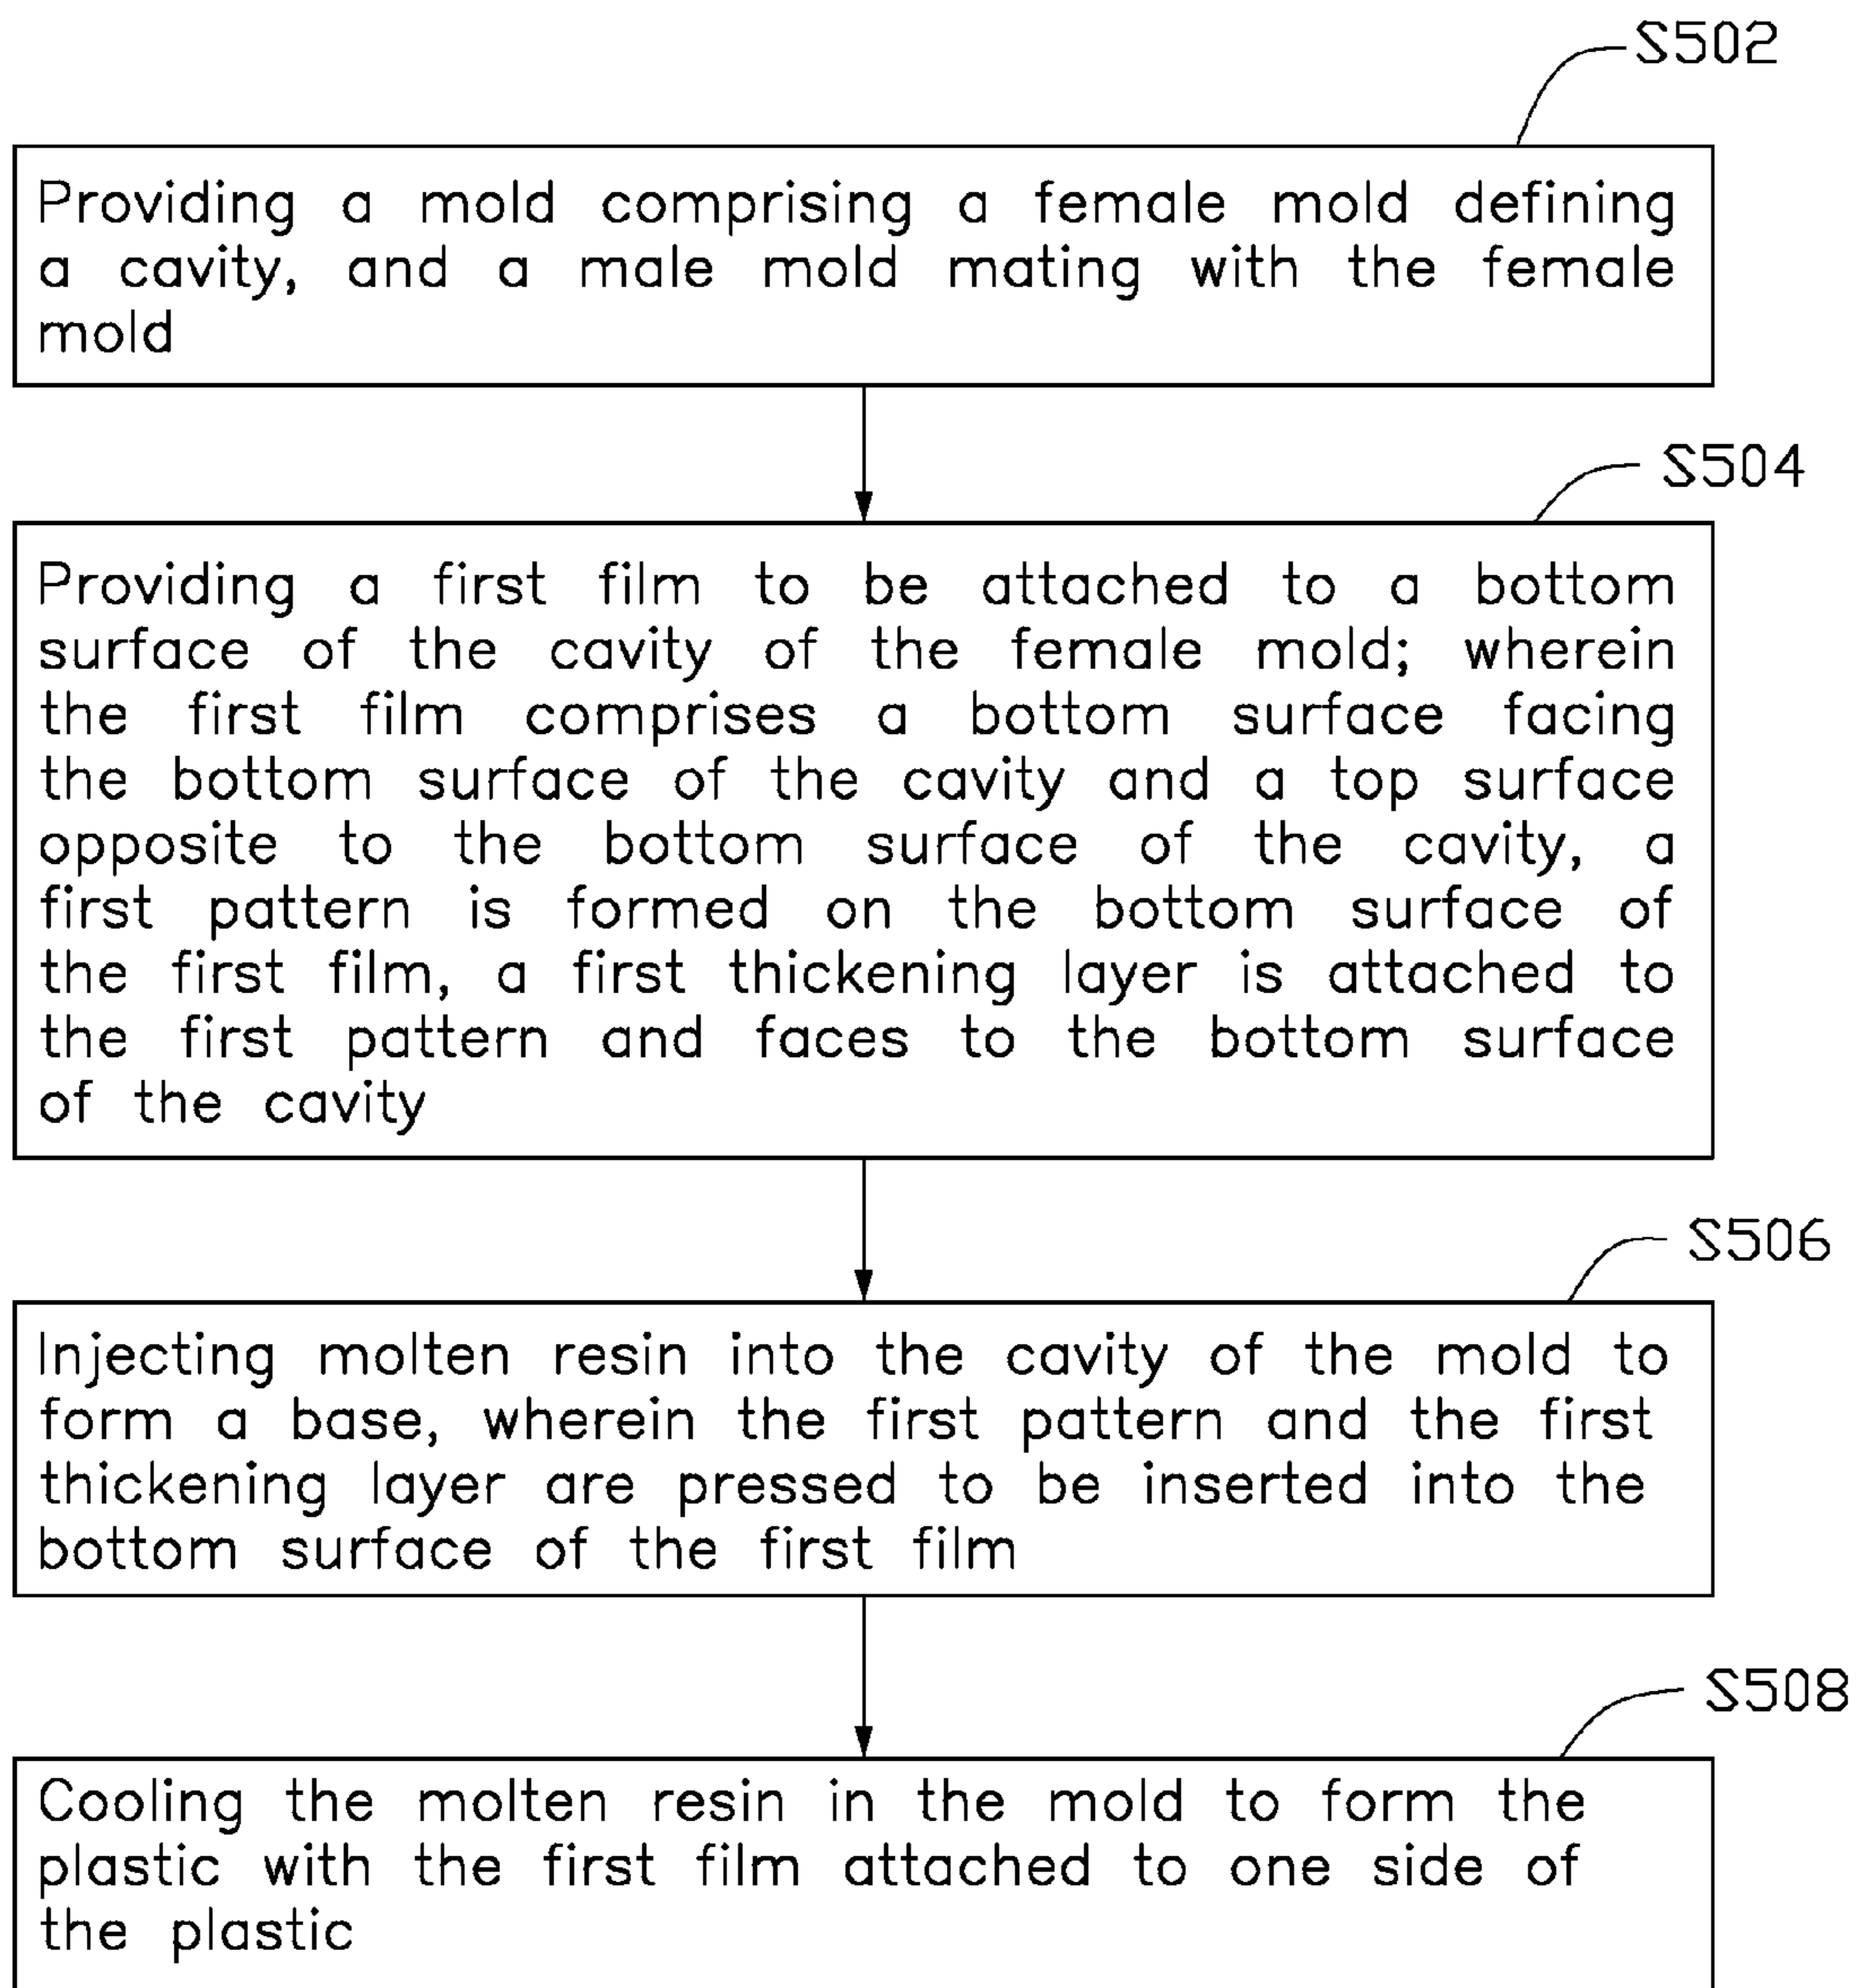 S502
Providing a mold comprising a female mold defining
a cavity, and a male mold mating with the female
mold
S504
Providing a first film to be attached to a bottom
surface of the cavity of the female mold; wherein
the first film comprises a bottom surface facing
the bottom surface of the cavity and a top surface
opposite to the bottom surface of the cavity, a
first pattern is formed on the bottom surface of
the first film, a first thickening layer is attached to
the first pattern and faces to the bottom surface
of the cavity
S506
Injecting molten resin into the cavity of the mold to
form a base, wherein the first pattern and the first
thickening layer are pressed to be inserted into the
bottom surface of the first film
S508
Cooling the molten resin in the mold to form the
plastic with the first film attached to one side of
the plastic